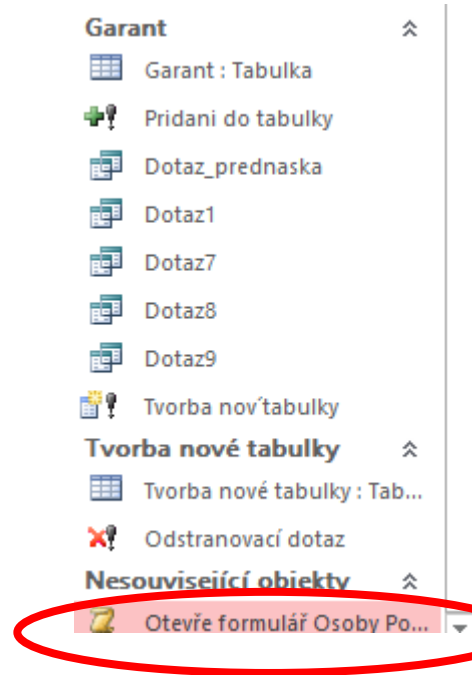 Garant
Garant : Tabulka
Pridani do tabulky
Dotaz_prednaska
Dotaz1
Dotaz7
Dotaz8
Dotaz9
Tvorba nov´tabulky
Tvorba nové tabulky
Tvorba nové tabulky : Tab...
Odstranovací dotaz
Nesouvisející objekty
Otevře formulář Osoby Po...